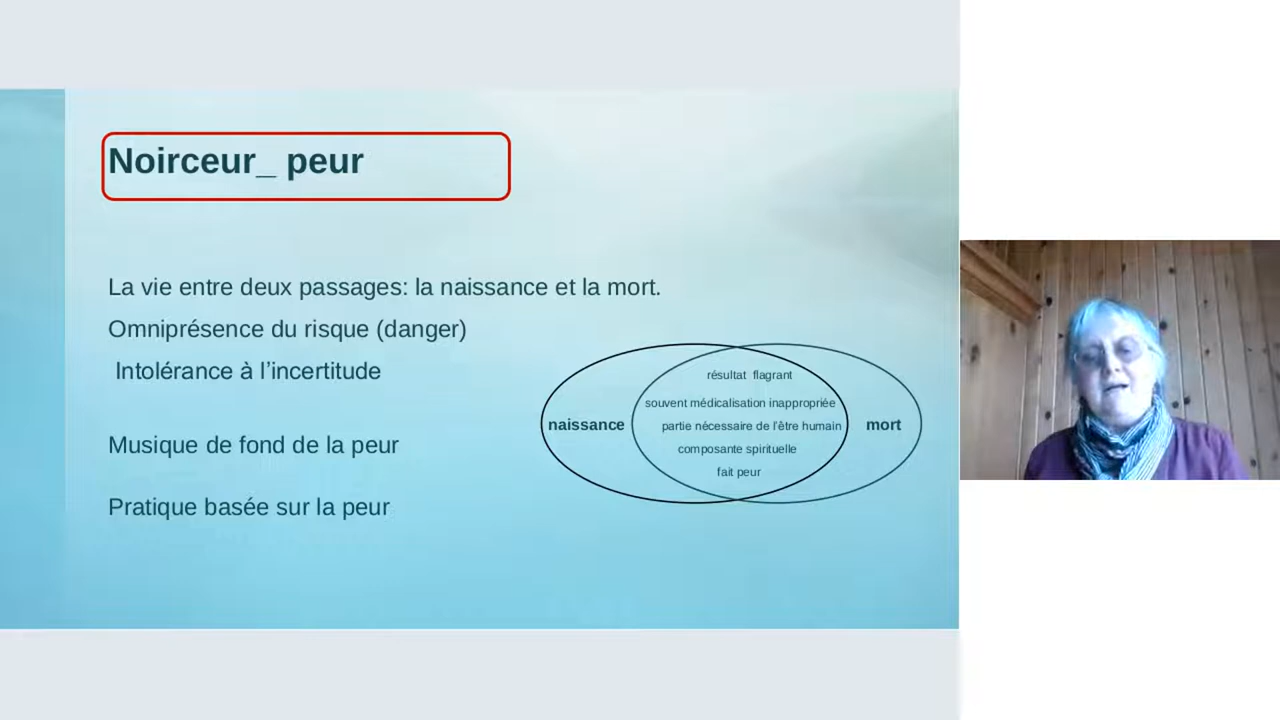 Noirceur_ peur
La vie entre deux passages: la naissance et la mort.
Omniprésence du risque (danger)
Intolérance à l’incertitude
Musique de fond de la peur
Pratique basée sur la peur
résultat flagrant
souvent médicalisation inappropriée
naissance
partie nécessaire de l’être humain
mort
composante spirituelle
fait peur